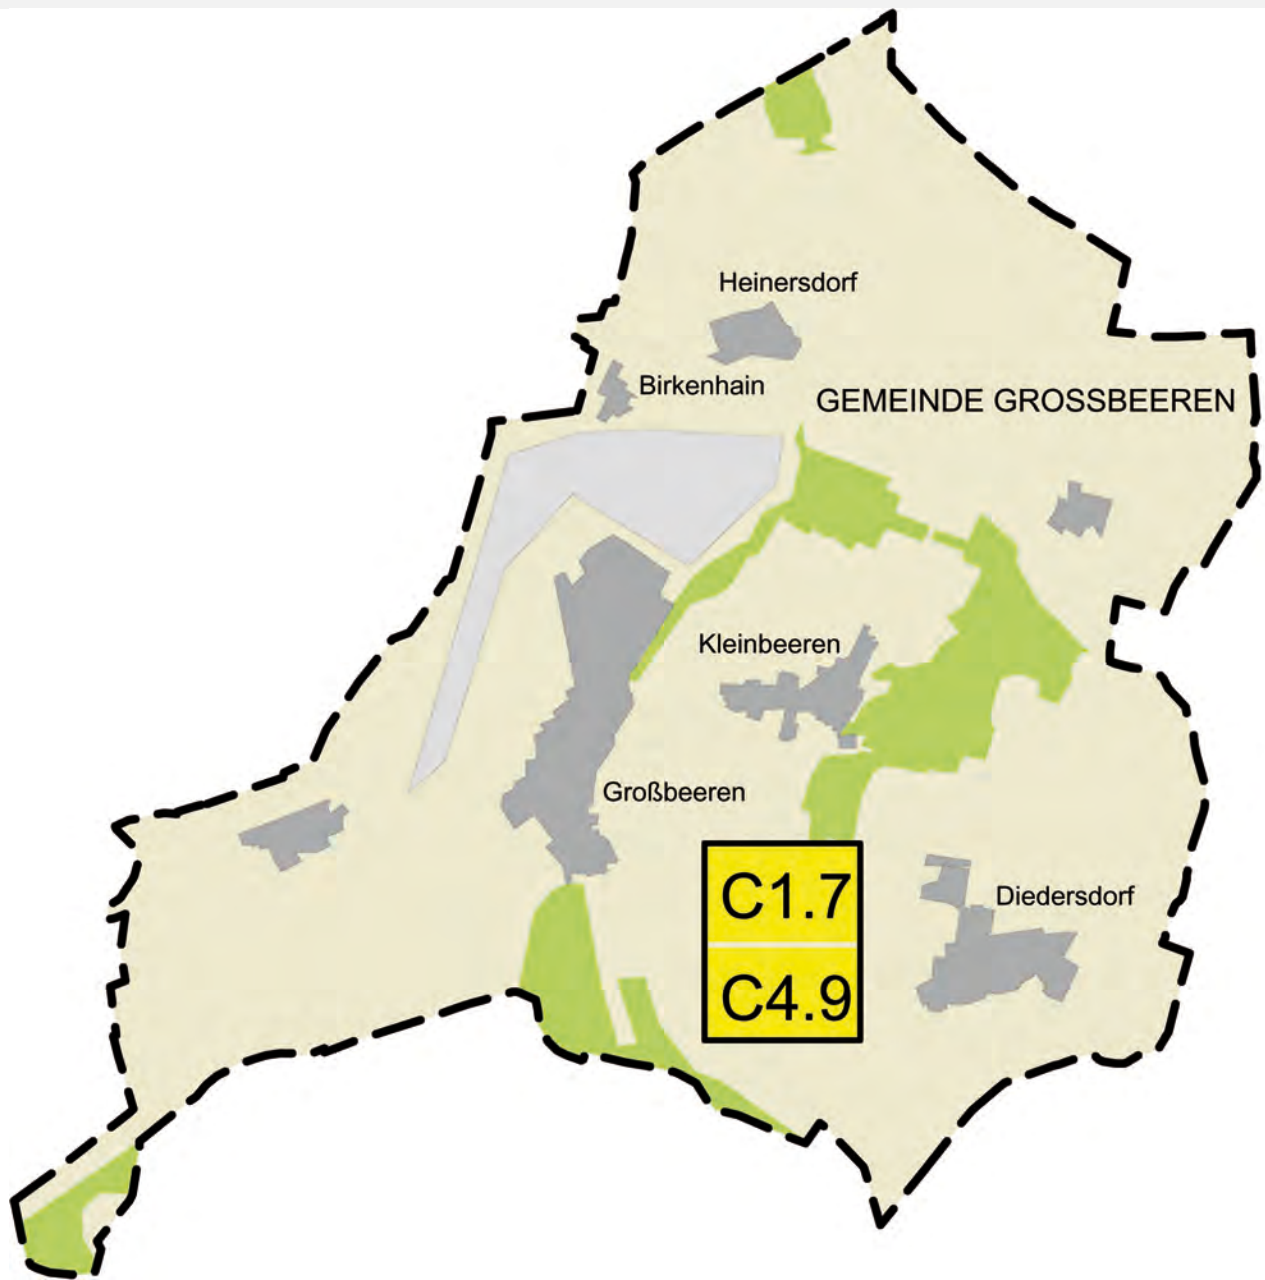 Heinersdorf
Birkenhain
GEMEINDE GROSSBEEREN
Kleinbeeren
Großbeeren
C1.7
C4.9
Diedersdorf